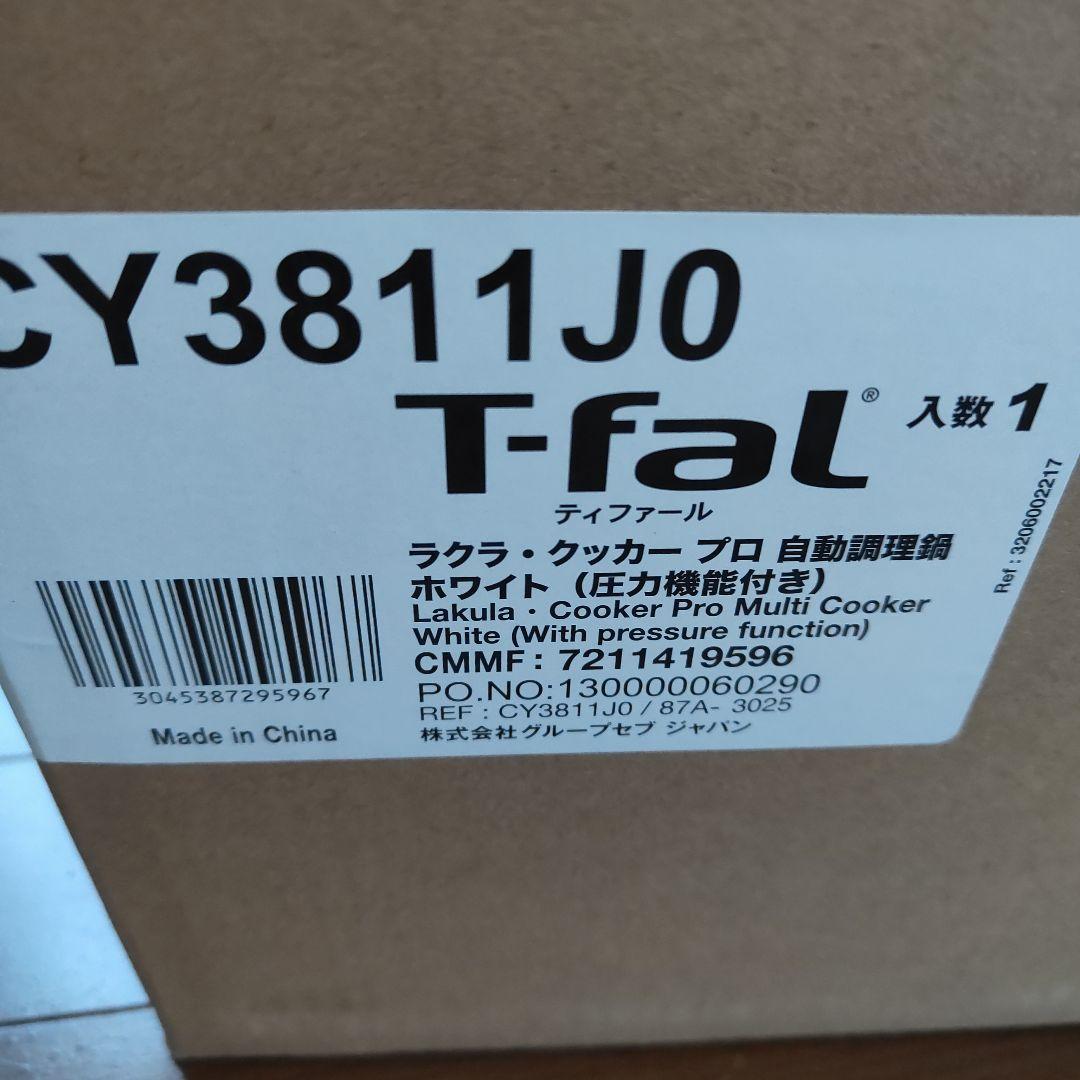 CY3811J0
T-fal® 入数 1
ティファール
ラクラ・クッカー プロ 自動調理鍋
ホワイト（圧力機能付き）
Lakula・Cooker Pro Multi Cooker
White (With pressure function)
CMMF: 7211419596
PO.NO:130000060290
REF : CY3811J0 / 87A- 3025
株式会社グループセブ ジャパン
Ref : 3206002217
3045387295967
Made in China